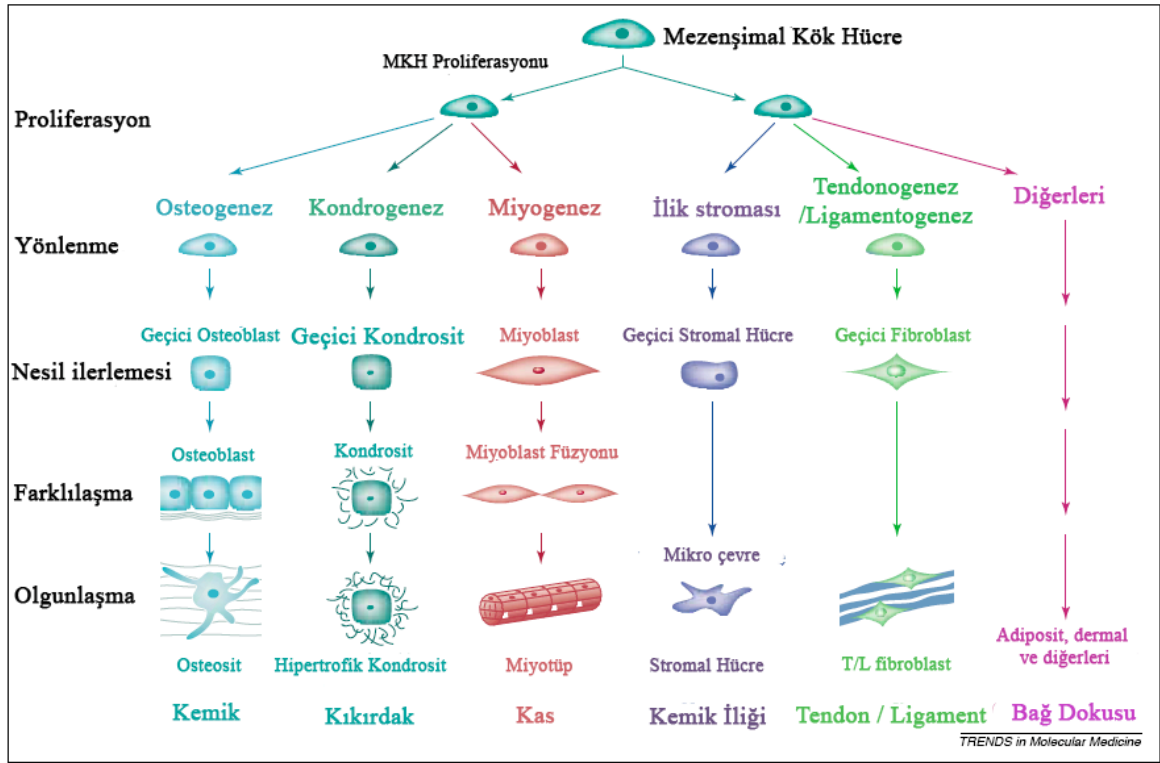 Mezenşimal Kök Hücre
MKH Proliferasyonu
Proliferasyon
Osteogenez
Kondrogenez
Miyogenez
İlik stroması
Tendonogenez
/Ligamentogenez
Diğerleri
Yönlenme
Geçici Osteoblast
Geçici Kondrosit
Miyoblast
Geçici Stromal Hücre
Geçici Fibroblast
Nesil ilerlemesi
Osteoblast
Kondrosit
Miyoblast Füzyonu
Farklılaşma
Mikro çevre
Olgunlaşma
Osteosit
Hipertrofik Kondrosit
Miyotüp
Stromal Hücre
T/L fibroblast
Adiposit, dermal
ve diğerleri
Kemik
Kıkırdak
Kas
Kemik İliği
Tendon / Ligament
Bağ Dokusu
TRENDS in Molecular Medicine